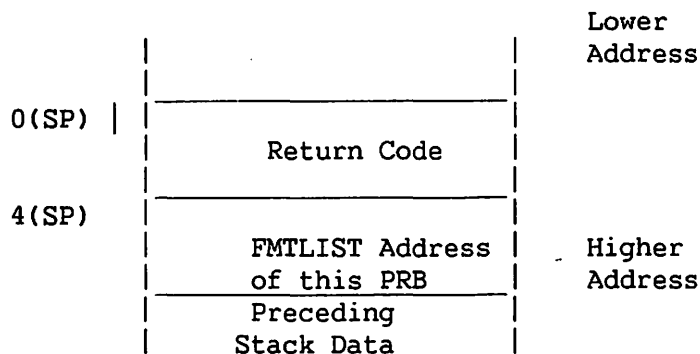 Lower
Address
0(SP)
Return Code
4(SP)
FMTLIST Address
of this PRB
Higher
Address
Preceding
Stack Data